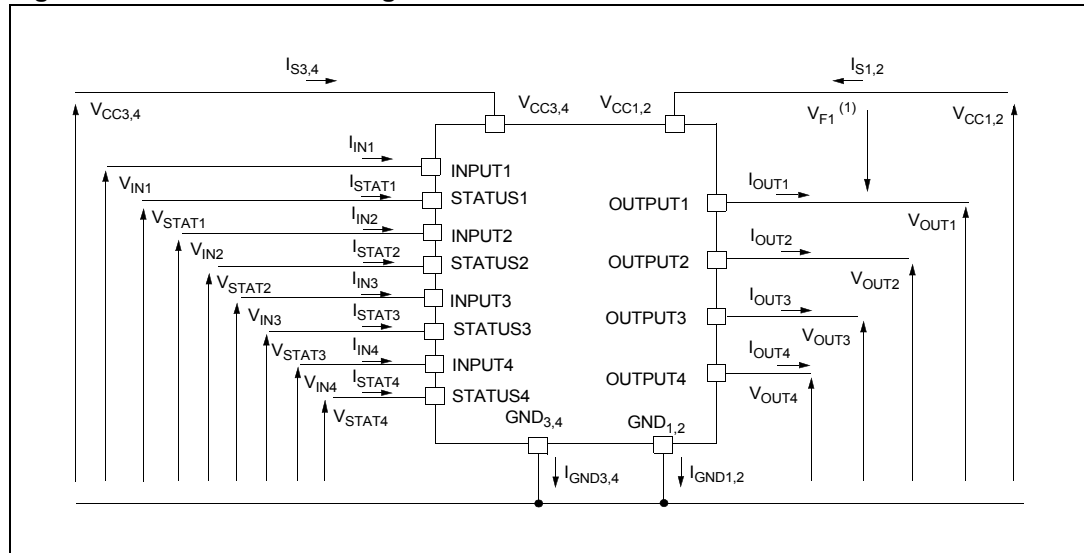 I_S3,4
I_S1,2
V_CC3,4
V_CC3,4
V_CC1,2
V_F1 (1)
V_CC1,2
I_IN1
INPUT1
V_IN1
I_STAT1
STATUS1
V_STAT1
I_IN2
INPUT2
V_IN2
I_STAT2
STATUS2
V_STAT2
I_IN3
INPUT3
V_IN3
I_STAT3
STATUS3
V_STAT3
I_IN4
INPUT4
V_IN4
I_STAT4
STATUS4
V_STAT4
OUTPUT1
I_OUT1
V_OUT1
OUTPUT2
I_OUT2
V_OUT2
OUTPUT3
I_OUT3
V_OUT3
OUTPUT4
I_OUT4
V_OUT4
GND3,4
GND1,2
I_GND3,4
I_GND1,2